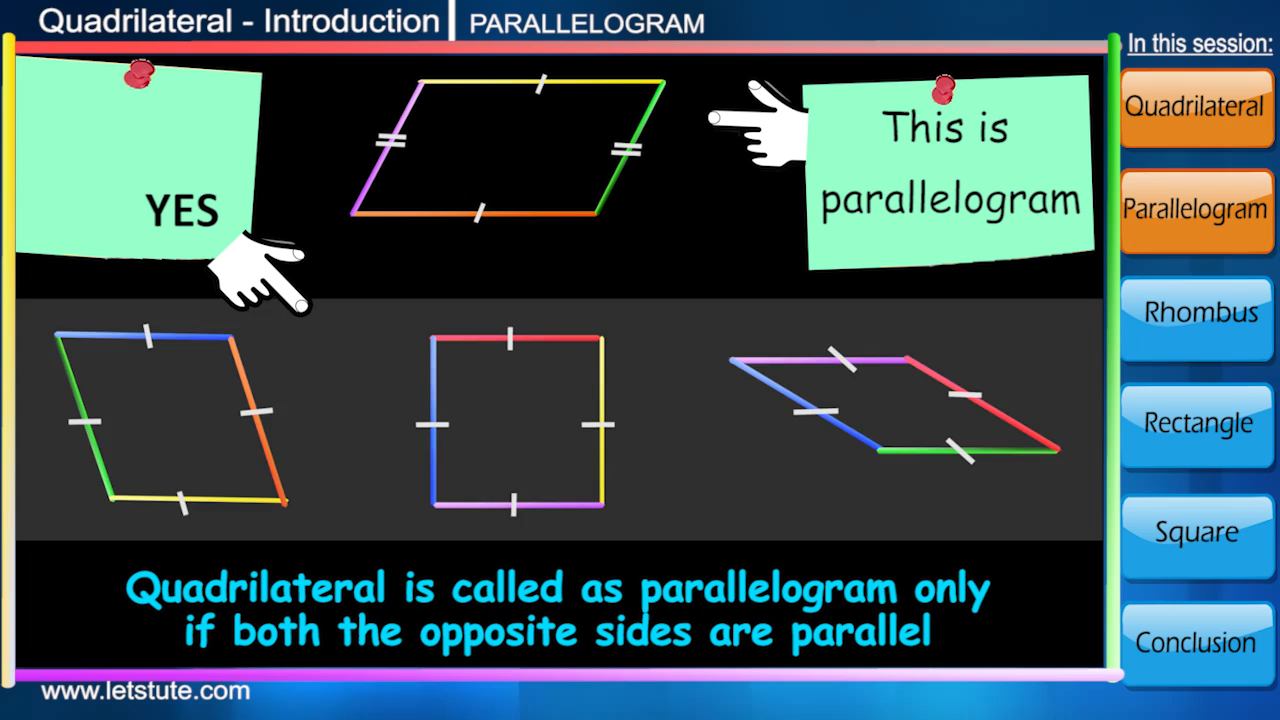 Quadrilateral - Introduction | PARALLELOGRAM
In this session:
YES
This is
parallelogram
Quadrilateral
Parallelogram
Rhombus
Rectangle
Square
Conclusion
Quadrilateral is called as parallelogram only
if both the opposite sides are parallel
www.letstute.com